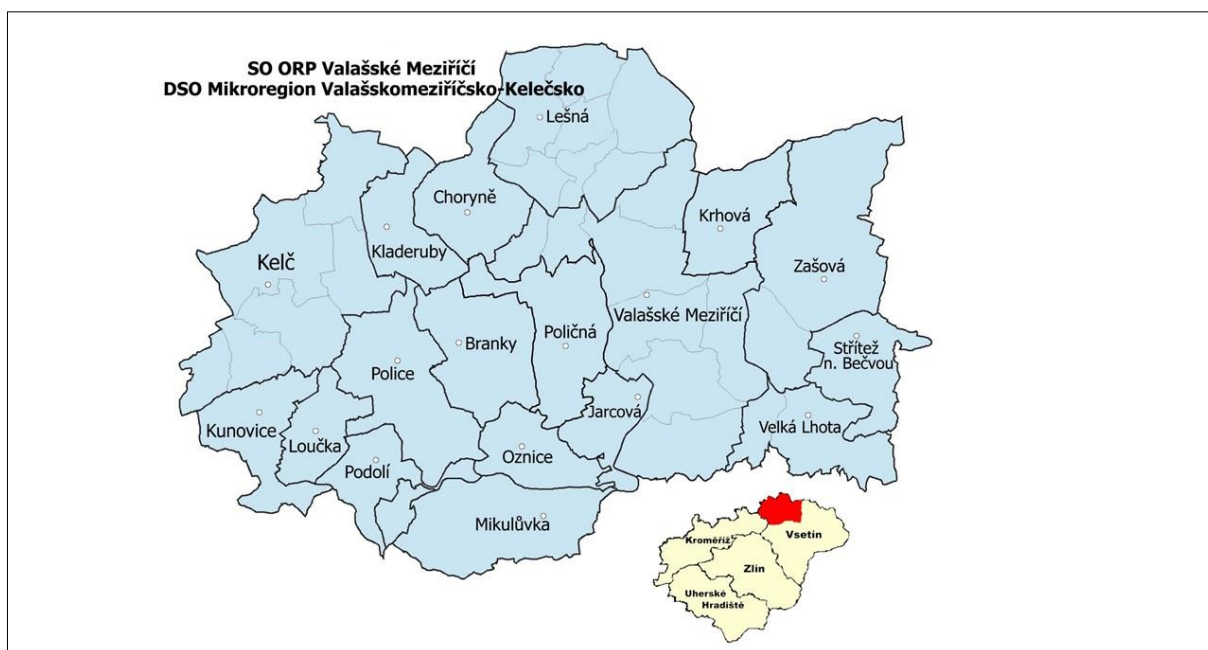 SO ORP Valašské Meziříčí
DSO Mikroregion Valašskomeziříčsko-Kelečsko
Lešná
Choryně
Krhová
Kladeruby
Kelč
Zašová
Valašské Meziříčí
Poličná
Branky
Střítež
n. Bečvou
Police
Jarcová
Velká Lhota
Kunovice
Loučka
Oznice
Podolí
Mikulůvka
Kroměříž
Vsetín
Zlín
Uherské
Hradiště